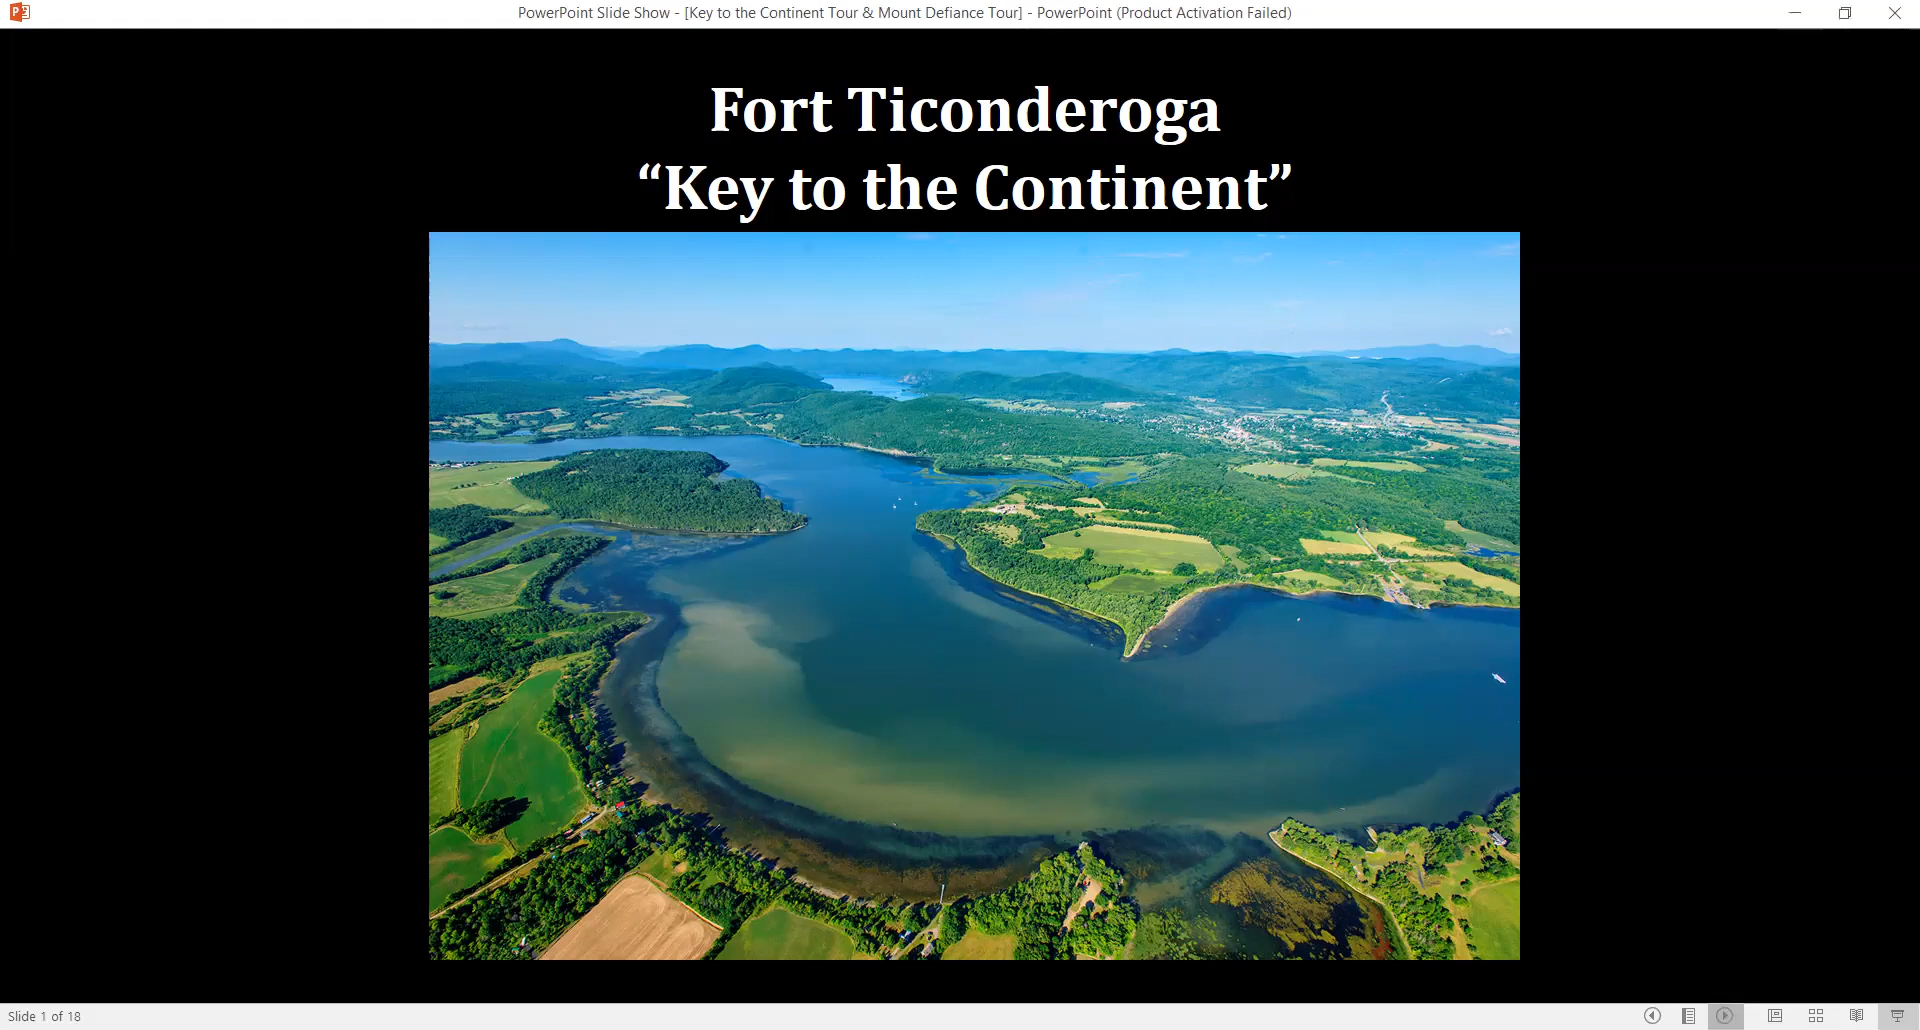 PowerPoint Slide Show - [Key to the Continent Tour & Mount Defiance Tour] - PowerPoint (Product Activation Failed)
Fort Ticonderoga
“Key to the Continent”
Slide 1 of 18